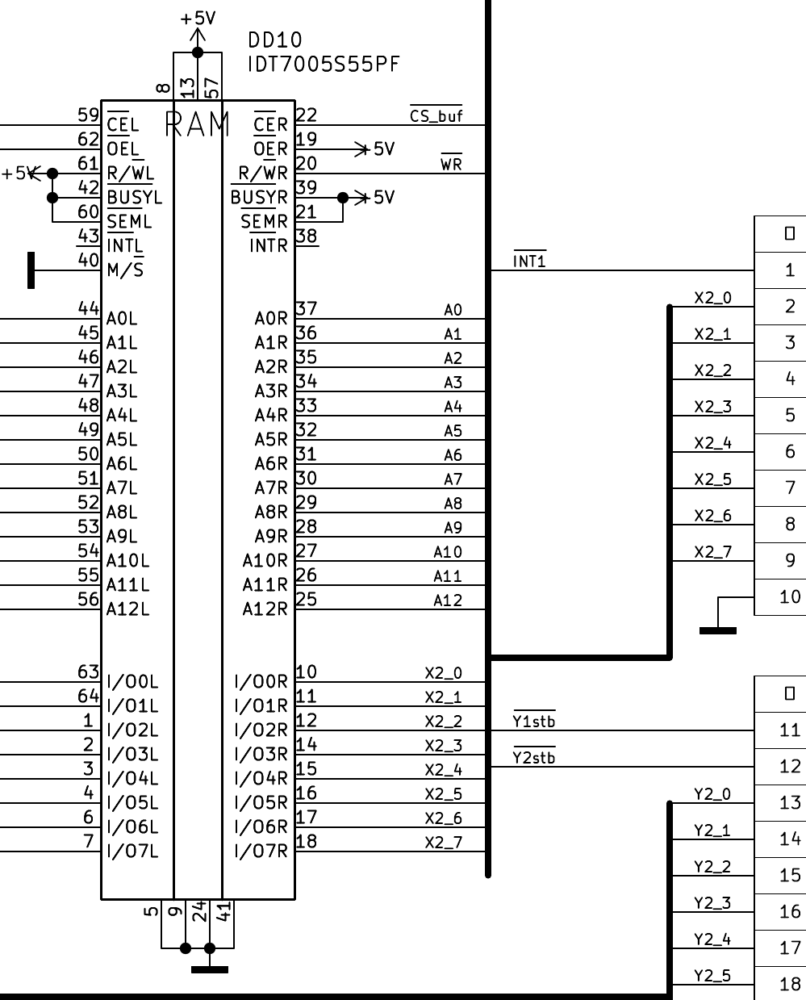 +5V
DD10
IDT7005S55PF
8 13 57
RAM
59 CEL CER 22 CS_buf
62 OEL OER 19 5V
+5V 61 R/WL R/WR 20 WR
42 BUSYL BUSYR 39 5V
60 SEML SEMR 21
43 INTL INTR 38
40 M/S
INT1 1
X2_0 2
44 A0L A0R 37 A0
45 A1L A1R 36 A1
X2_1 3
46 A2L A2R 35 A2
X2_2 4
47 A3L A3R 34 A3
48 A4L A4R 33 A4
X2_3 5
49 A5L A5R 32 A5
X2_4 6
50 A6L A6R 31 A6
51 A7L A7R 30 A7
X2_5 7
52 A8L A8R 29 A8
X2_6 8
53 A9L A9R 28 A9
54 A10L A10R 27 A10
X2_7 9
55 A11L A11R 26 A11
10
56 A12L A12R 25 A12
63 I/O0L I/O0R 10 X2_0
64 I/O1L I/O1R 11 X2_1
1 I/O2L I/O2R 12 X2_2
Y1stb 11
2 I/O3L I/O3R 14 X2_3
Y2stb 12
3 I/O4L I/O4R 15 X2_4
4 I/O5L I/O5R 16 X2_5
Y2_0 13
6 I/O6L I/O6R 17 X2_6
Y2_1 14
7 I/O7L I/O7R 18 X2_7
Y2_2 15
5 9 24 41
Y2_3 16
Y2_4 17
Y2_5 18